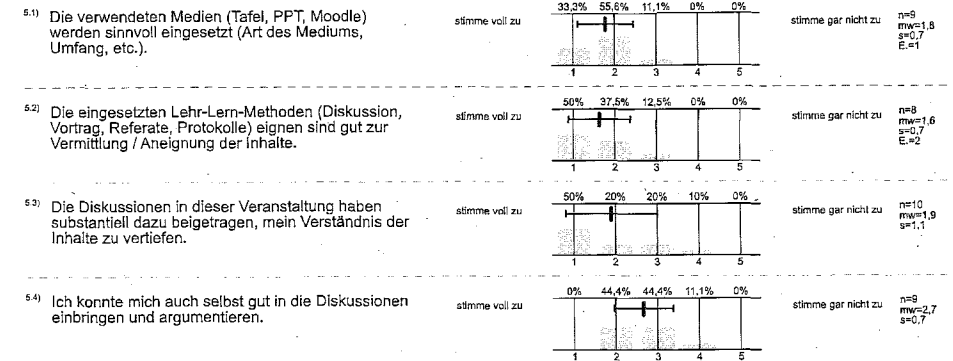 5.1) Die verwendeten Medien (Tafel, PPT, Moodle)
werden sinnvoll eingesetzt (Art des Mediums,
Umfang, etc.).
stimme voll zu
33,3% 55,6% 11,1% 0% 0%
1 2 3 4 5
stimme gar nicht zu
n=9
mw=1,8
s=0,7
E.=1
5.2) Die eingesetzten Lehr-Lern-Methoden (Diskussion,
Vortrag, Referate, Protokolle) eignen sind gut zur
Vermittlung / Aneignung der Inhalte.
stimme voll zu
50% 37,5% 12,5% 0% 0%
1 2 3 4 5
stimme gar nicht zu
n=8
mw=1,6
s=0,7
E.=2
5.3) Die Diskussionen in dieser Veranstaltung haben
substantiell dazu beigetragen, mein Verständnis der
Inhalte zu vertiefen.
stimme voll zu
50% 20% 20% 10% 0%
1 2 3 4 5
stimme gar nicht zu
n=10
mw=1,9
s=1,1
5.4) Ich konnte mich auch selbst gut in die Diskussionen
einbringen und argumentieren.
stimme voll zu
0% 44,4% 44,4% 11,1% 0%
1 2 3 4 5
stimme gar nicht zu
n=9
mw=2,7
s=0,7